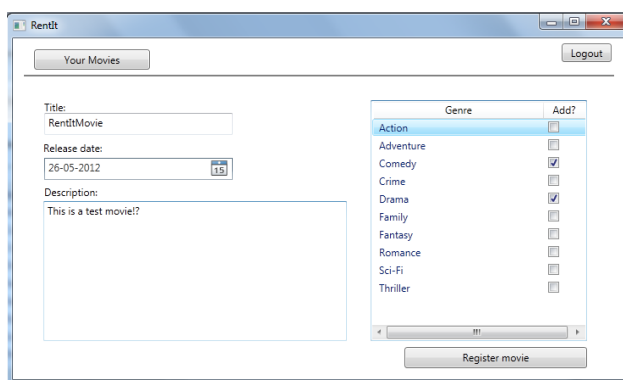 RentIt
Your Movies
Logout
Title:
RentItMovie
Release date:
26-05-2012
15
Description:
This is a test movie!?
Genre Add?
Action
Adventure
Comedy
Crime
Drama
Family
Fantasy
Romance
Sci-Fi
Thriller
Register movie